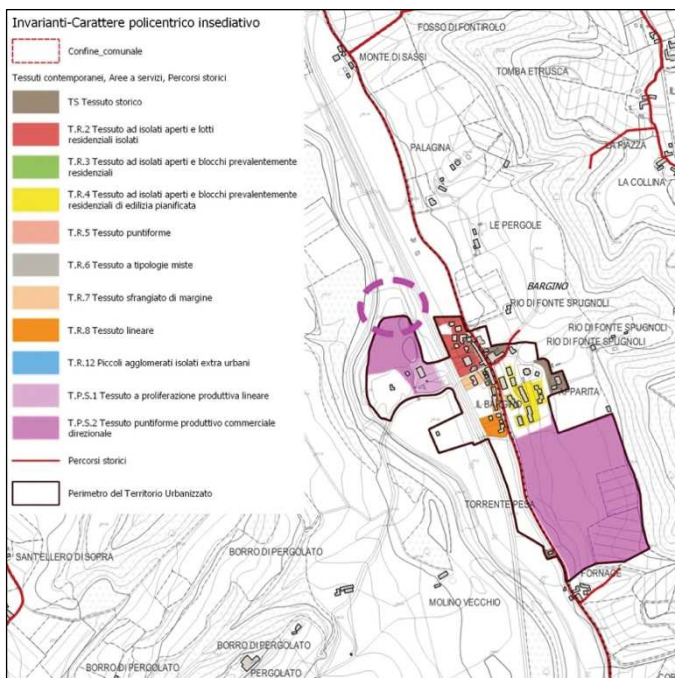 Invarianti-Carattere policentrico insediativo
Confine_comunale
Tessuti contemporanei, Aree a servizi, Percorsi storici
TS Tessuto storico
T.R.2 Tessuto ad isolati aperti e lotti
residenziali isolati
T.R.3 Tessuto ad isolati aperti e blocchi prevalentemente
residenziali
T.R.4 Tessuto ad isolati aperti e blocchi prevalentemente
residenziali di edilizia pianificata
T.R.5 Tessuto puntiforme
T.R.6 Tessuto a tipologie miste
T.R.7 Tessuto sfrangiato di margine
T.R.8 Tessuto lineare
T.R.12 Piccoli agglomerati isolati extra urbani
T.P.S.1 Tessuto a proliferazione produttiva lineare
T.P.S.2 Tessuto puntiforme produttivo commerciale
direzionale
Percorsi storici
Perimetro del Territorio Urbanizzato
FOSSO DI FONTIROLO
MONTE DI SASSI
TOMBA ETRUSCA
LA PIAZZA
PALAGINA
LA COLLINA
LE PERGOLE
BARGINO
RIO DI FONTE SPUGNOLI
RIO DI FONTE SPUGNOLI
RIO DI FONTE SPUGNOLI
IL BARGINO
TORRENTE PESA
SANT'ELLERO DI SOPRA
BORRO DI PERGOLATO
FORNACE
MOLINO VECCHIO
BORRO DI PERGOLATO
BORRO DI PERGOLATO
PERGOLATO